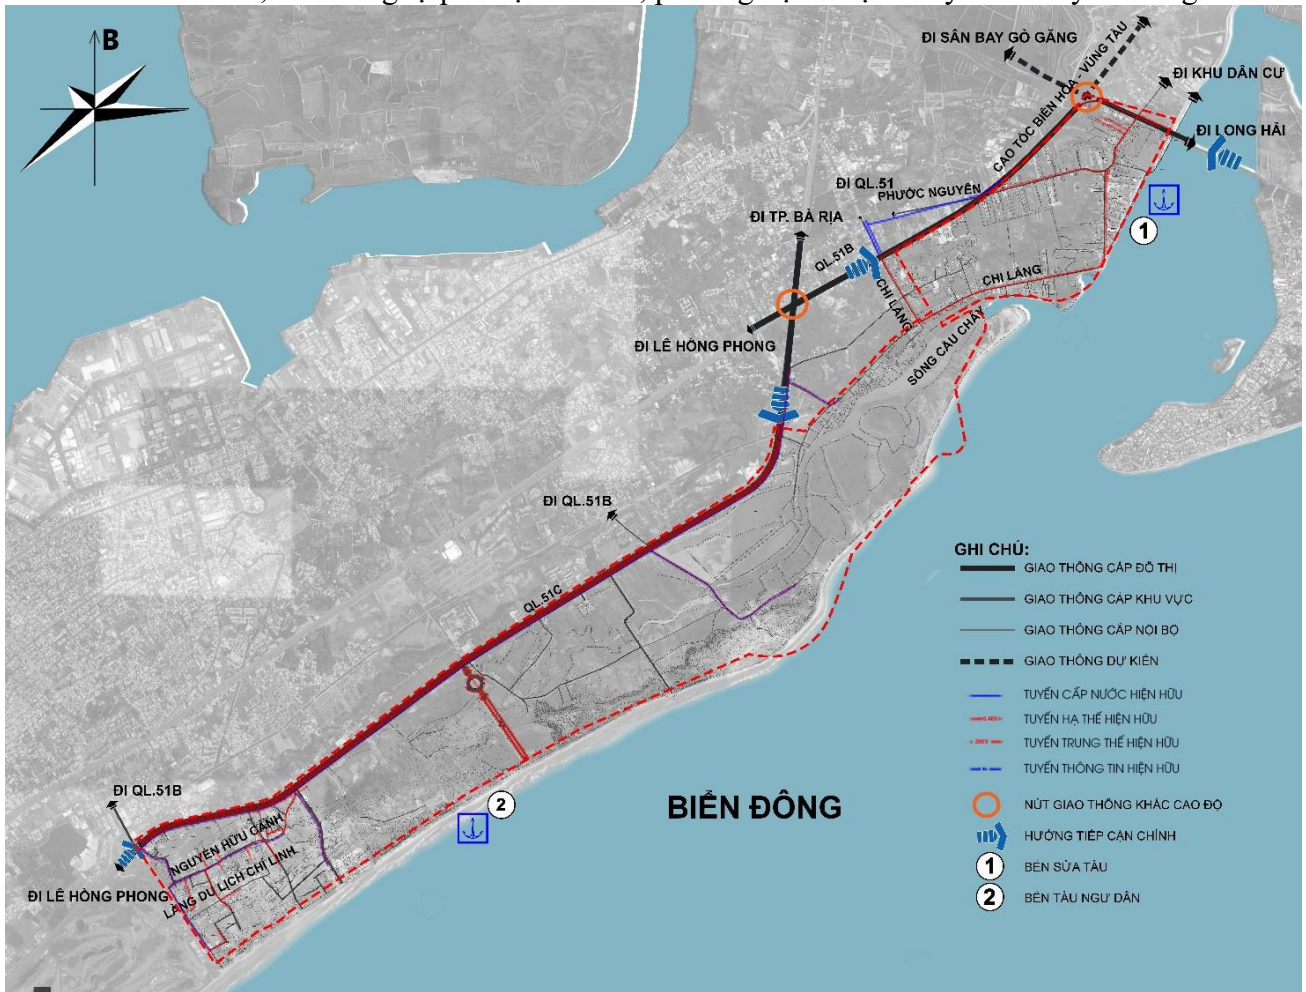 B
ĐI SÂN BAY GÒ GĂNG
CAO TỐC BIÊN HÒA - VŨNG TÀU
ĐI KHU DÂN CƯ
ĐI LONG HẢI
ĐI QL.51
PHƯỚC NGUYÊN
ĐI TP. BÀ RỊA
QL.51B
1
CHI LĂNG
CHI LĂNG
ĐI LÊ HỒNG PHONG
SÔNG CẦU CHÁY
ĐI QL.51B
QL.51C
GHI CHÚ:
GIAO THÔNG CẤP ĐÔ THỊ
GIAO THÔNG CẤP KHU VỰC
GIAO THÔNG CẤP NỘI BỘ
GIAO THÔNG DỰ KIẾN
TUYẾN CẤP NƯỚC HIỆN HỮU
TUYẾN HẠ THẾ HIỆN HỮU
TUYẾN TRUNG THẾ HIỆN HỮU
TUYẾN THÔNG TIN HIỆN HỮU
NÚT GIAO THÔNG KHÁC CAO ĐỘ
HƯỚNG TIẾP CẬN CHÍNH
1 BẾN SỬA TÀU
2 BẾN TÀU NGƯ DÂN
BIỂN ĐÔNG
2
ĐI QL.51B
NGUYỄN HỮU CẢNH
LÀNG DU LỊCH CHÍ LINH
ĐI LÊ HỒNG PHONG